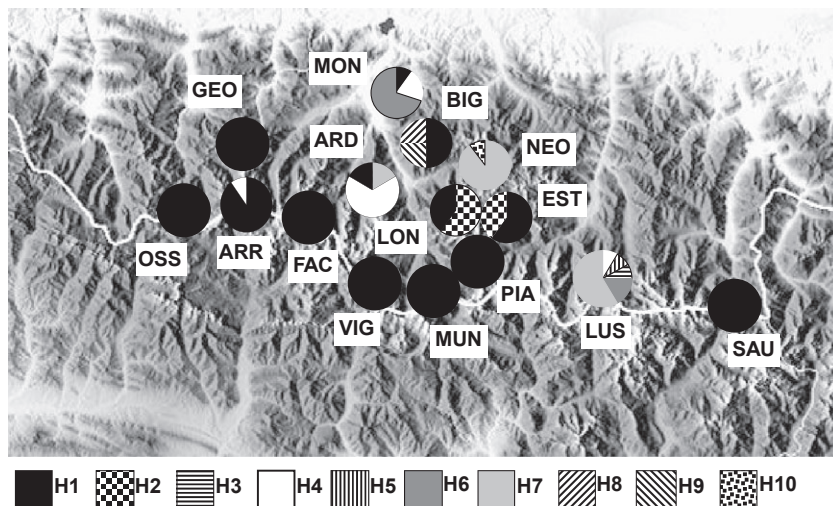 MON
GEO
BIG
ARD
NEO
EST
OSS
ARR
FAC
LON
PIA
VIG
MUN
LUS
SAU
H1 H2 H3 H4 H5 H6 H7 H8 H9 H10